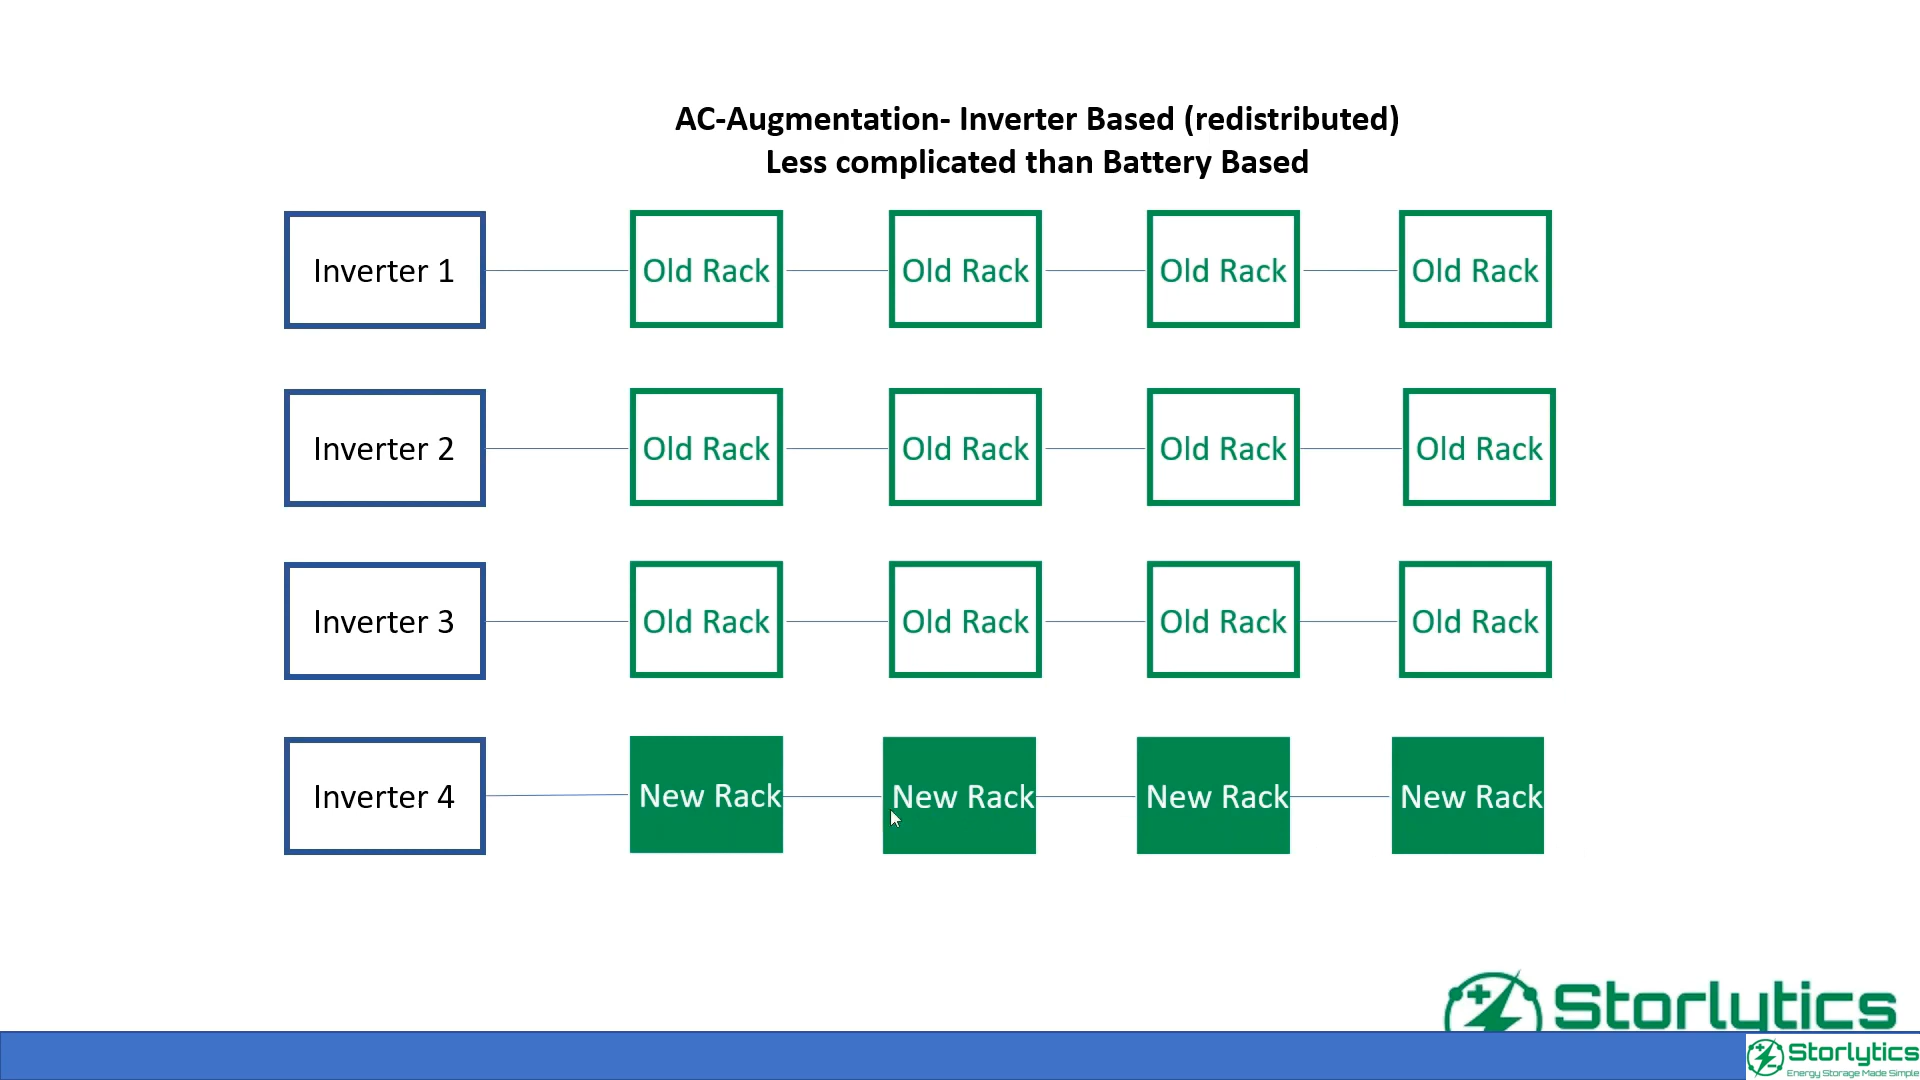 AC-Augmentation- Inverter Based (redistributed)
Less complicated than Battery Based
Inverter 1
Old Rack
Old Rack
Old Rack
Old Rack
Inverter 2
Old Rack
Old Rack
Old Rack
Old Rack
Inverter 3
Old Rack
Old Rack
Old Rack
Old Rack
Inverter 4
New Rack
New Rack
New Rack
New Rack
Storlytics
Storlytics
Energy Storage Made Simple